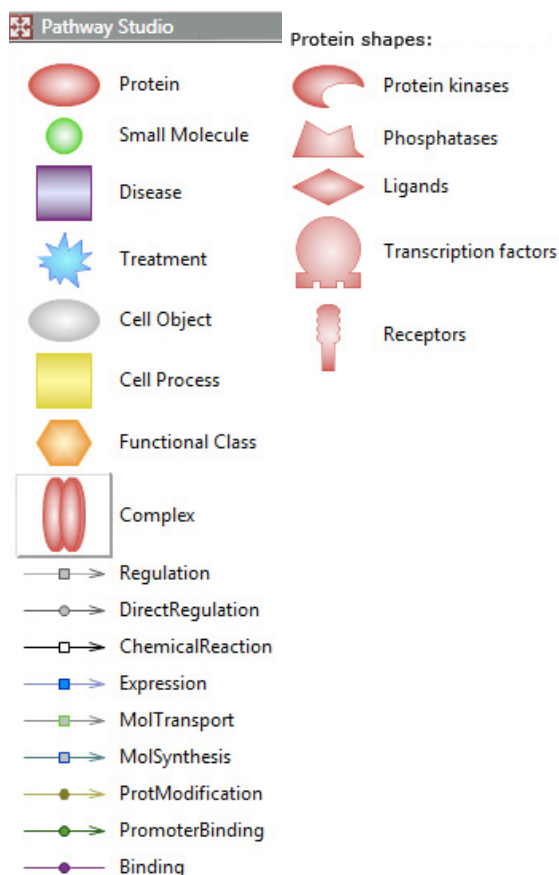 Pathway Studio
Protein
Small Molecule
Disease
Treatment
Cell Object
Cell Process
Functional Class
Complex
Regulation
DirectRegulation
ChemicalReaction
Expression
MolTransport
MolSynthesis
ProtModification
PromoterBinding
Binding
Protein shapes:
Protein kinases
Phosphatases
Ligands
Transcription factors
Receptors